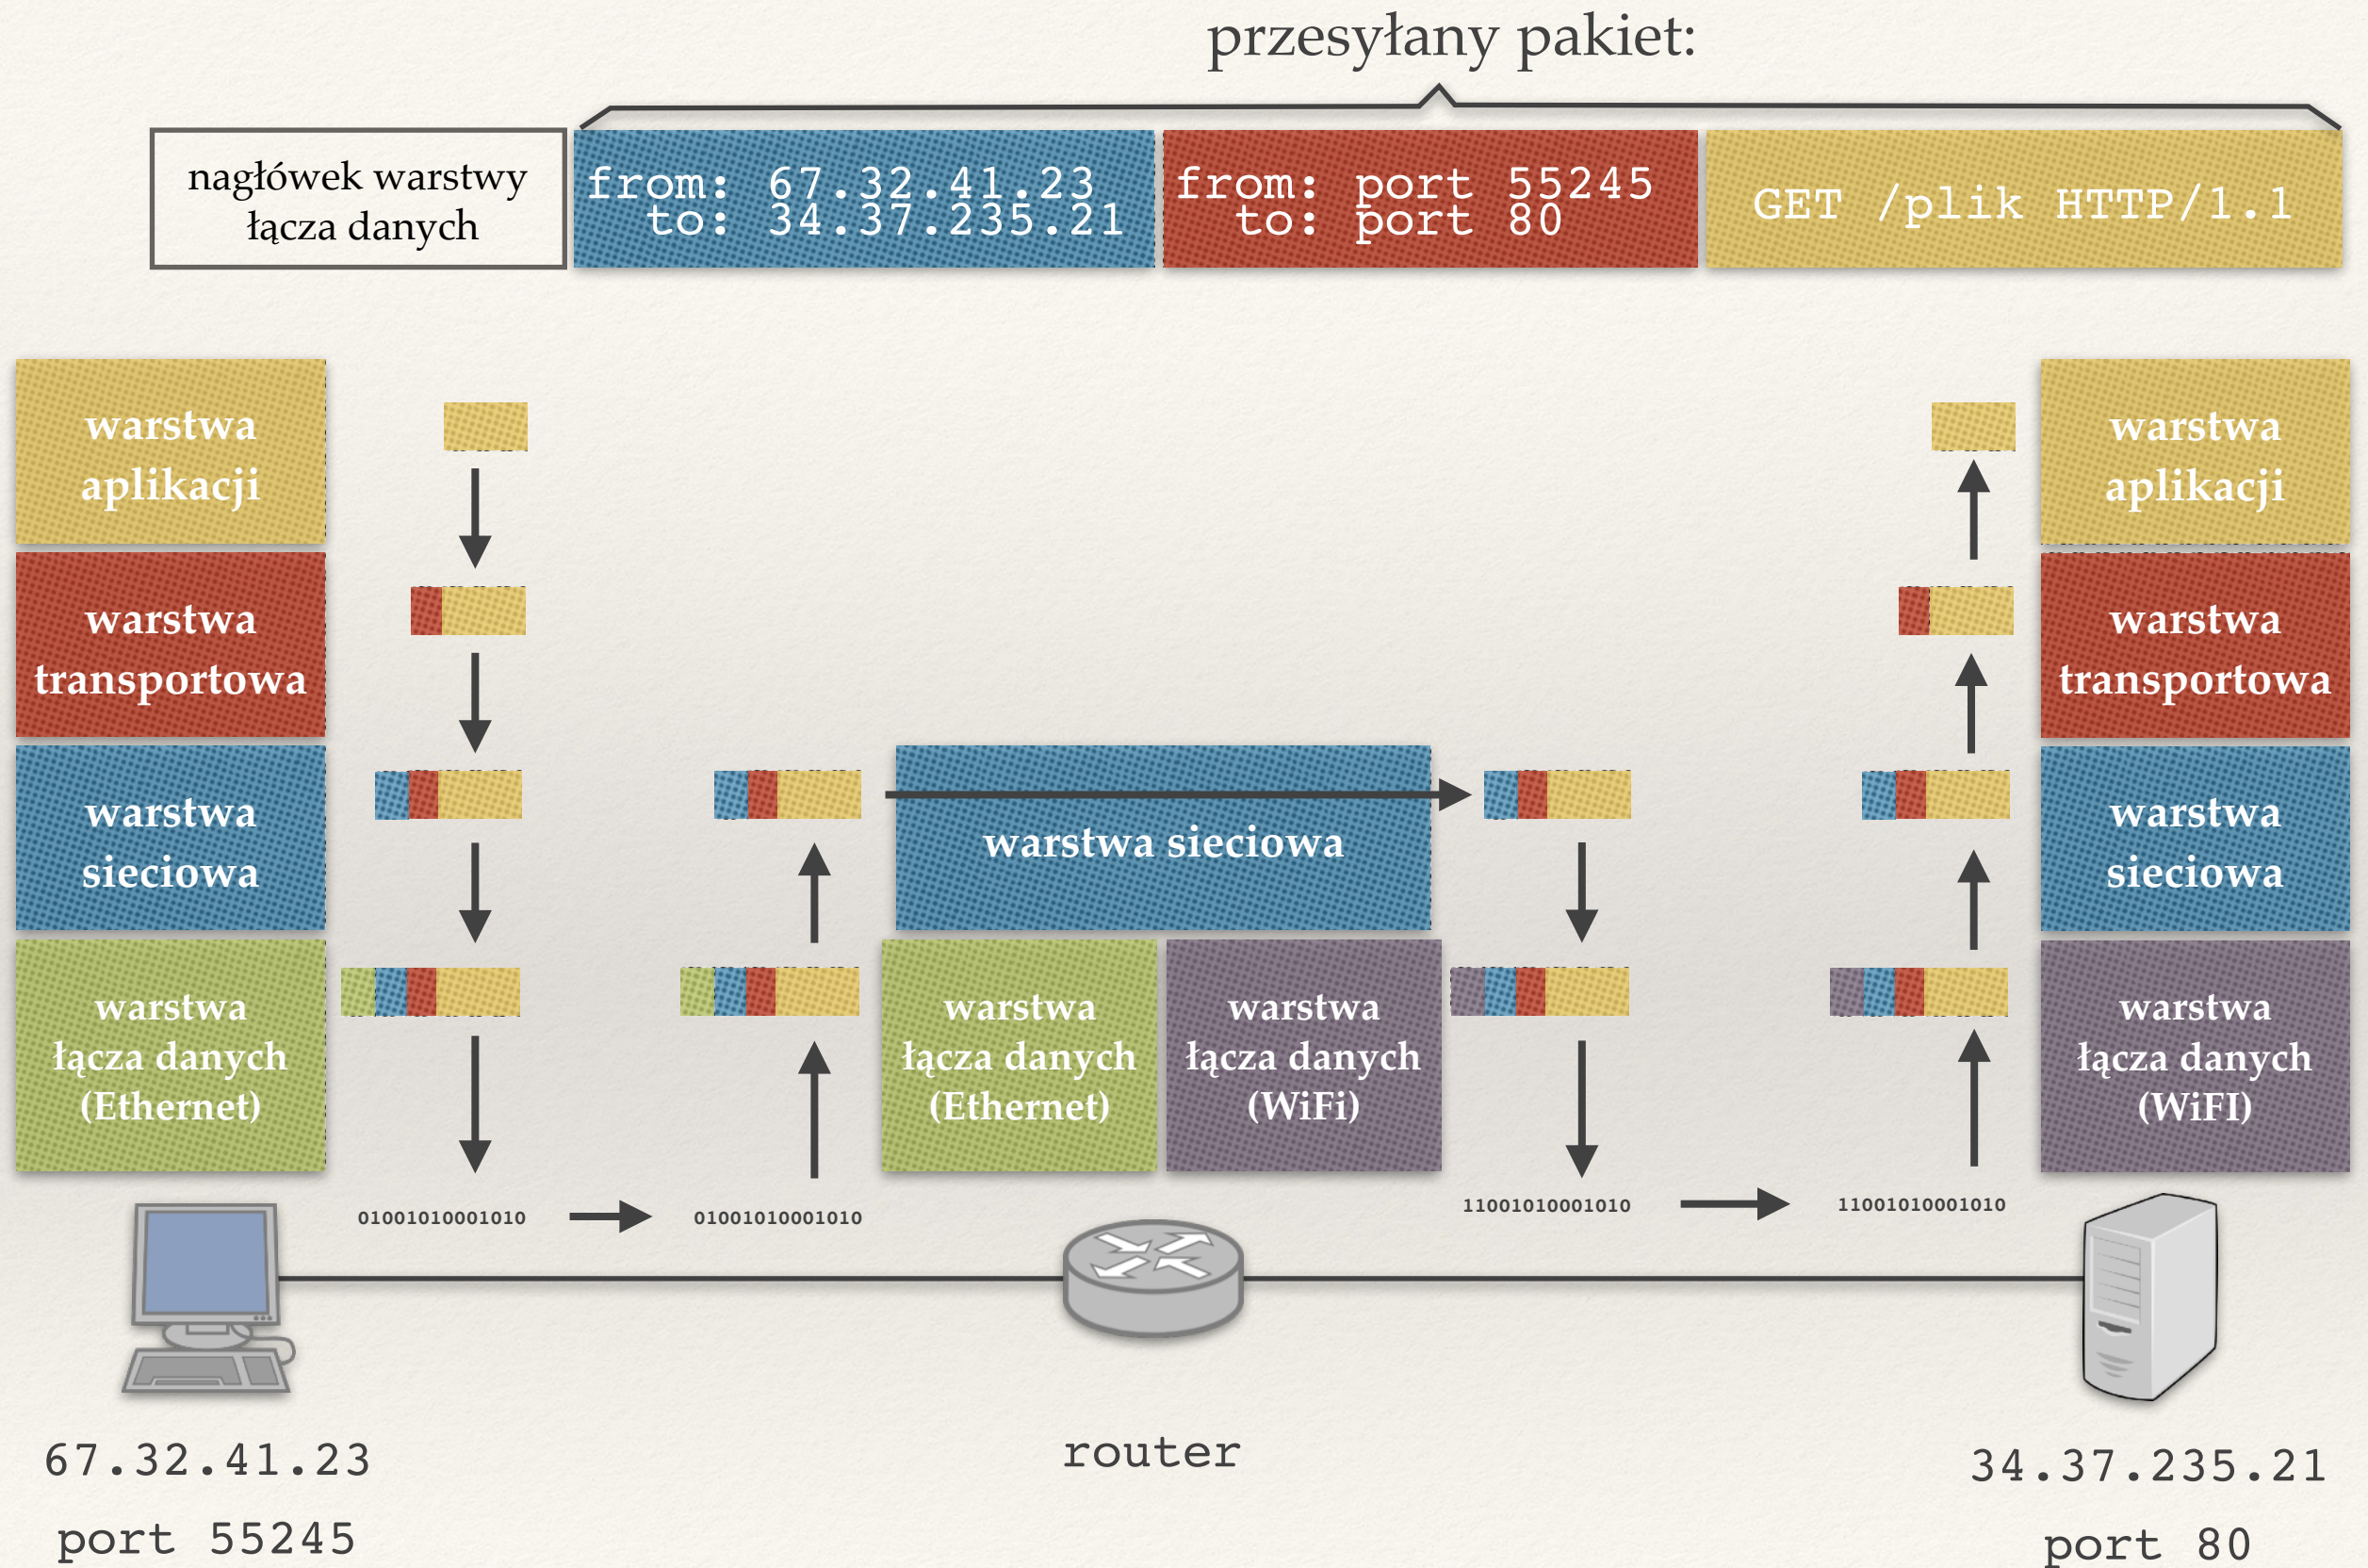 przesyłany pakiet:
nagłówek warstwy
łącza danych
from: 67.32.41.23
to: 34.37.235.21
from: port 55245
to: port 80
GET /plik HTTP/1.1
warstwa
aplikacji
warstwa
transportowa
warstwa
sieciowa
warstwa
łącza danych
(Ethernet)
warstwa sieciowa
warstwa
łącza danych
(Ethernet)
warstwa
łącza danych
(WiFi)
warstwa
aplikacji
warstwa
transportowa
warstwa
sieciowa
warstwa
łącza danych
(WiFI)
01001010001010
01001010001010
11001010001010
11001010001010
67.32.41.23
port 55245
router
34.37.235.21
port 80